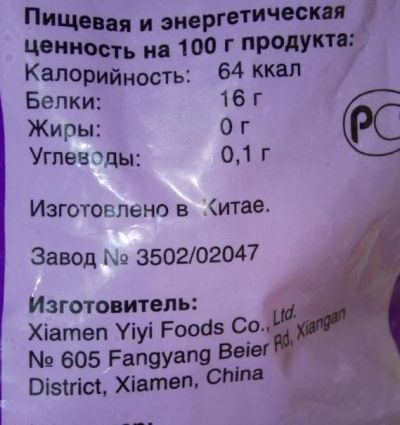 Пищевая и энергетическая
ценность на 100 г продукта:
Калорийность: 64 ккал
Белки: 16 г
Жиры: 0 г
Углеводы: 0,1 г
Изготовлено в Китае.
Завод № 3502/02047
Изготовитель:
Xiamen Yiyi Foods Co., Ltd.
№ 605 Fangyang Beier Rd, Xiangan
District, Xiamen, China